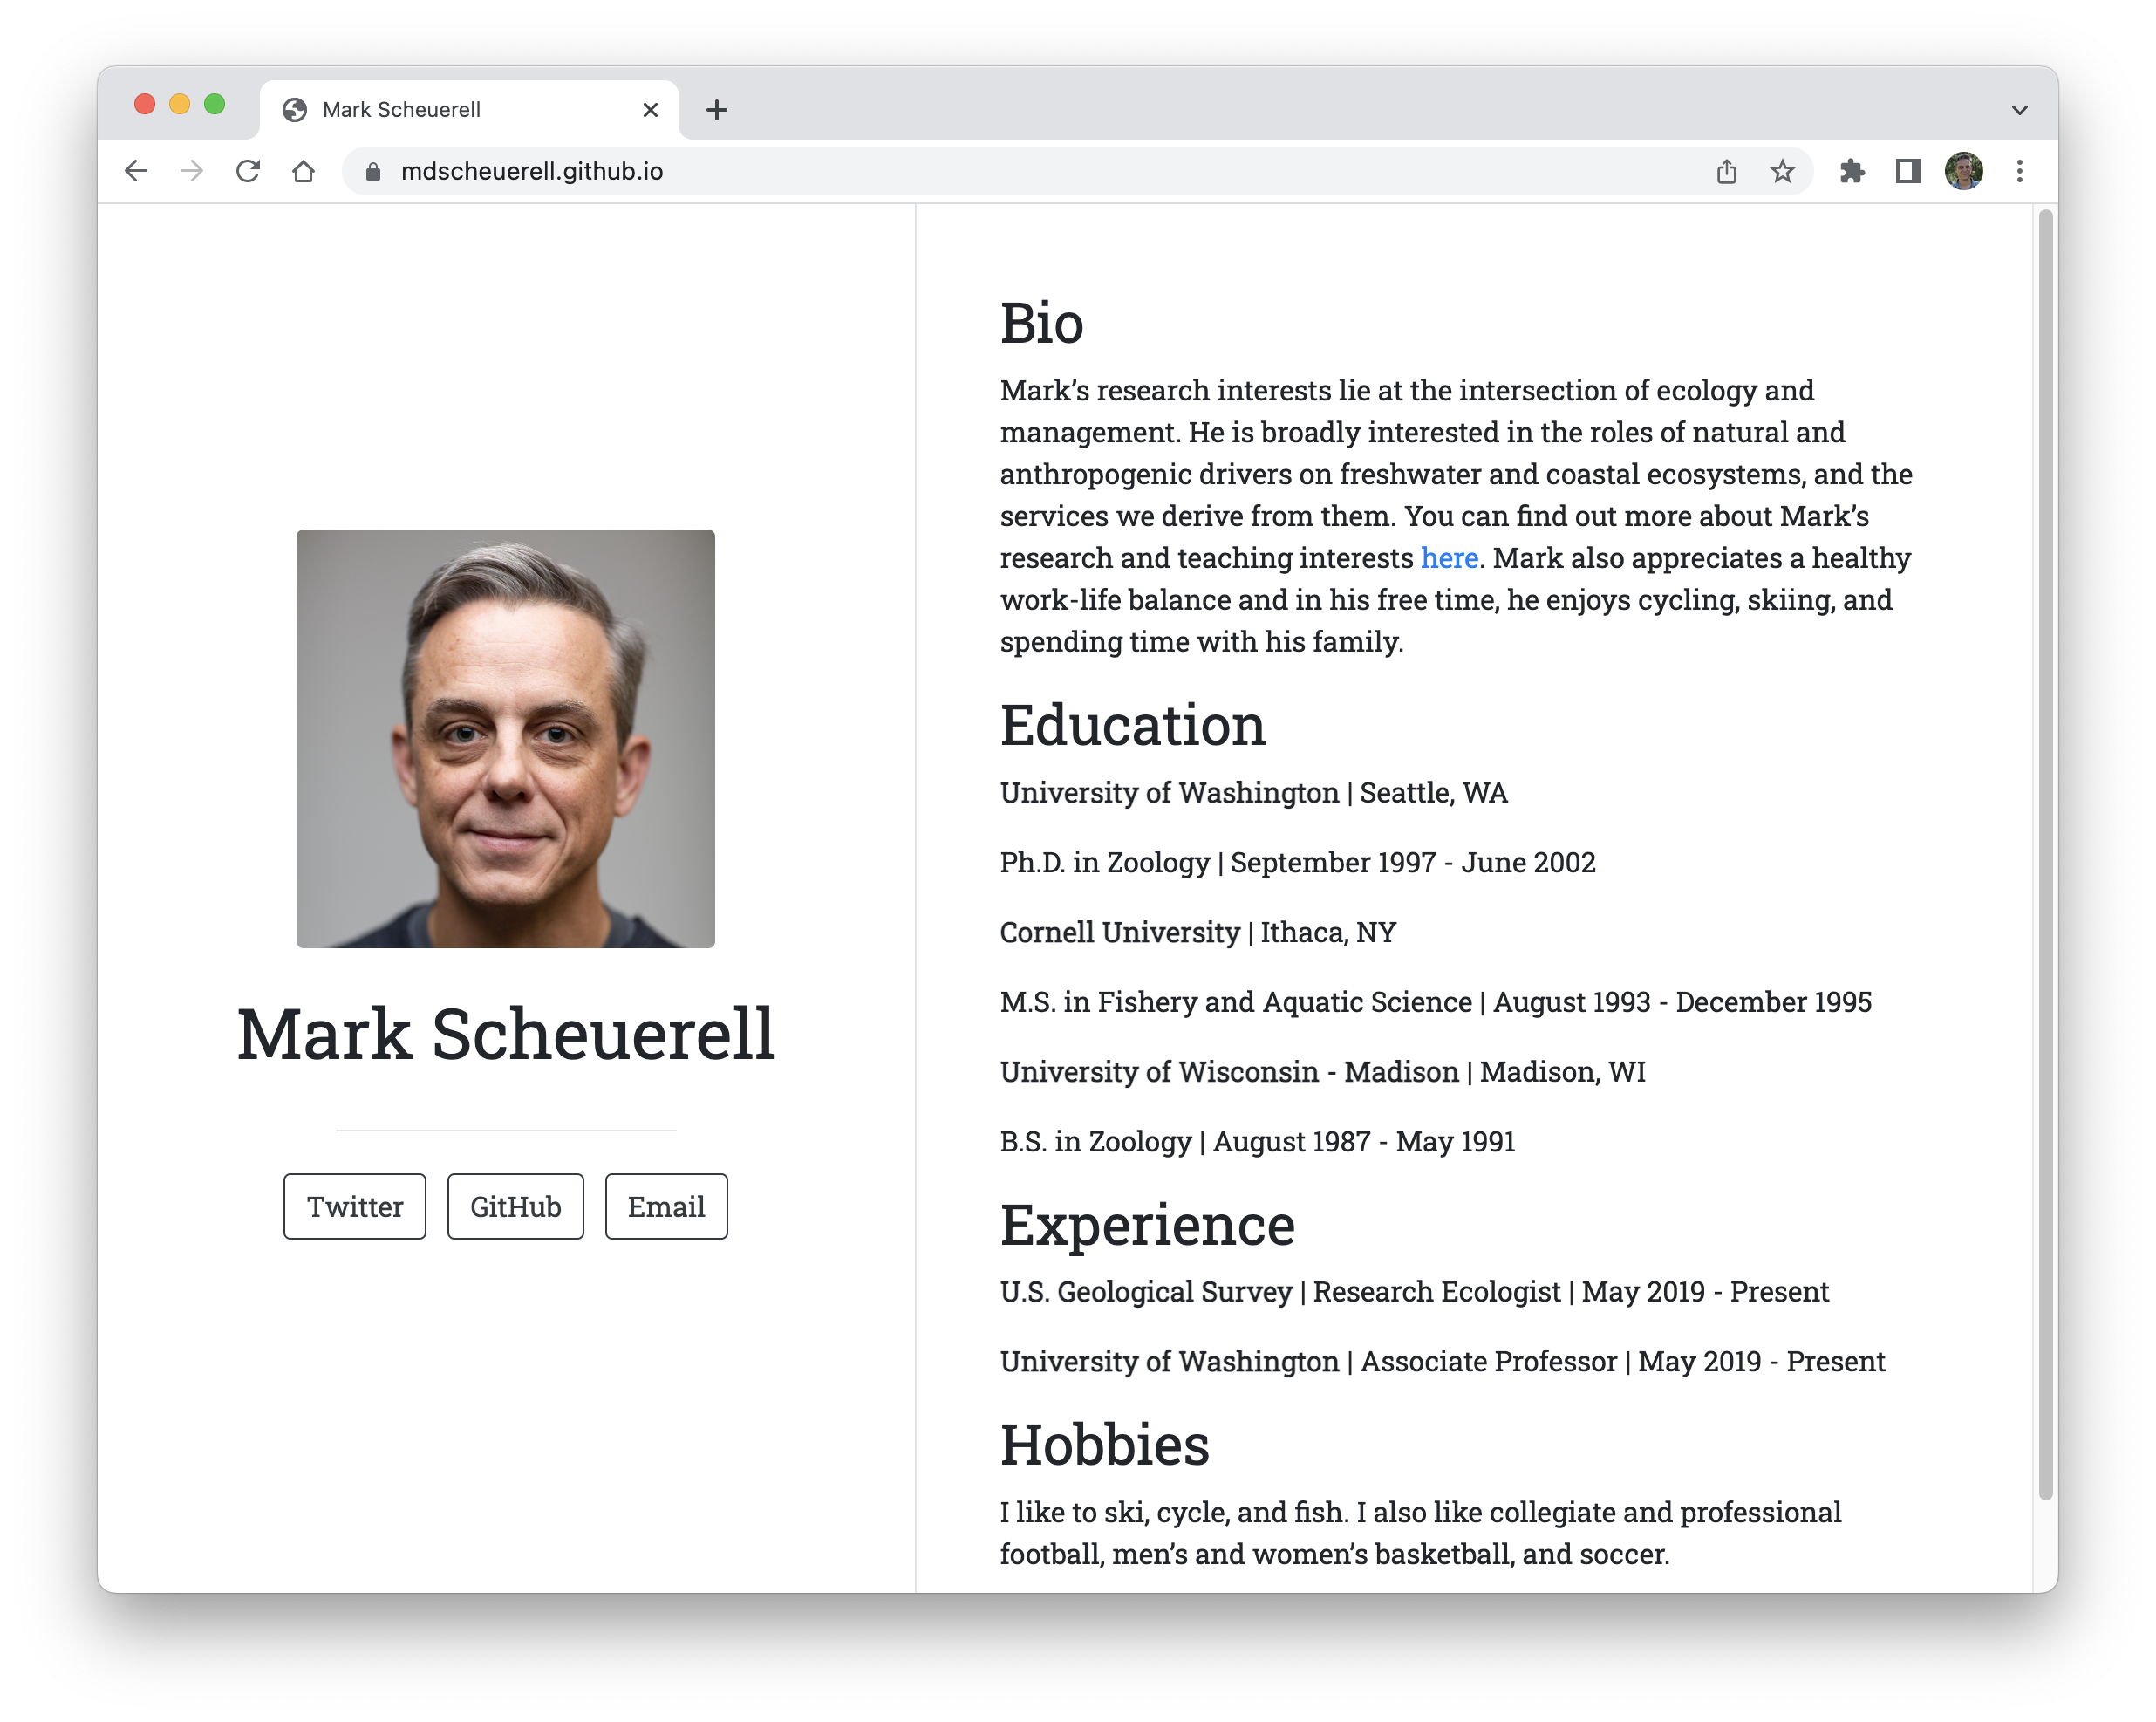 Mark Scheuerell
mdscheuerell.github.io
Mark Scheuerell
Twitter
GitHub
Email
Bio
Mark’s research interests lie at the intersection of ecology and
management. He is broadly interested in the roles of natural and
anthropogenic drivers on freshwater and coastal ecosystems, and the
services we derive from them. You can find out more about Mark’s
research and teaching interests here. Mark also appreciates a healthy
work-life balance and in his free time, he enjoys cycling, skiing, and
spending time with his family.
Education
University of Washington | Seattle, WA
Ph.D. in Zoology | September 1997 - June 2002
Cornell University | Ithaca, NY
M.S. in Fishery and Aquatic Science | August 1993 - December 1995
University of Wisconsin - Madison | Madison, WI
B.S. in Zoology | August 1987 - May 1991
Experience
U.S. Geological Survey | Research Ecologist | May 2019 - Present
University of Washington | Associate Professor | May 2019 - Present
Hobbies
I like to ski, cycle, and fish. I also like collegiate and professional
football, men’s and women’s basketball, and soccer.